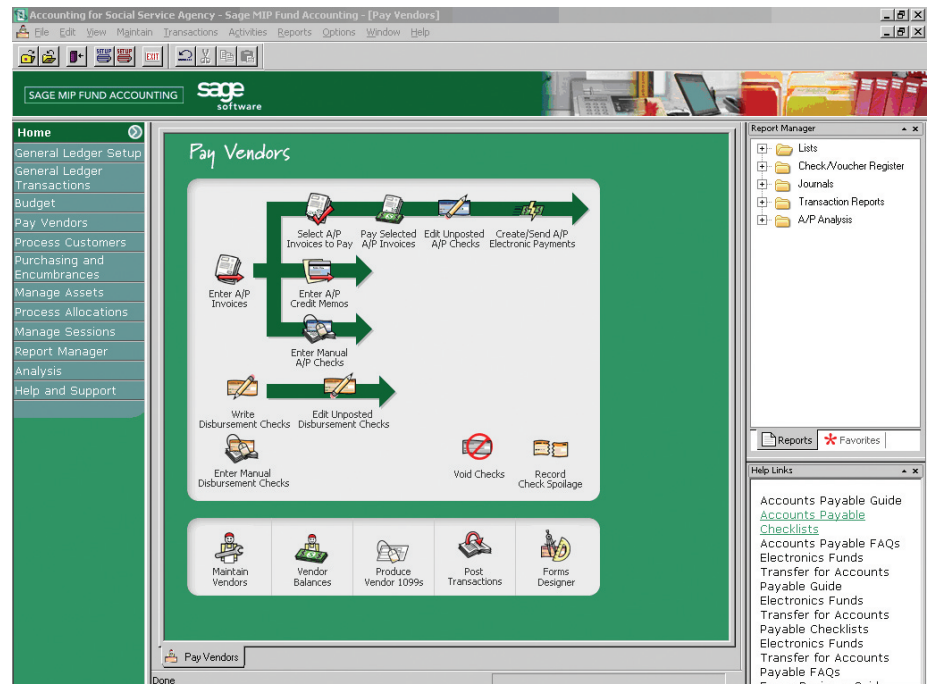 Accounting for Social Service Agency - Sage MIP Fund Accounting - [Pay Vendors]
File Edit View Maintain Transactions Activities Reports Options Window Help
SETUP SETUP EXIT
SAGE MIP FUND ACCOUNTING
sage
software
Home
General Ledger Setup
General Ledger
Transactions
Budget
Pay Vendors
Process Customers
Purchasing and
Encumbrances
Manage Assets
Process Allocations
Manage Sessions
Report Manager
Analysis
Help and Support
Pay Vendors
Select A/P
Invoices to Pay
Pay Selected
A/P Invoices
Edit Unposted
A/P Checks
Create/Send A/P
Electronic Payments
Enter A/P
Invoices
Enter A/P
Credit Memos
Enter Manual
A/P Checks
Write
Disbursement Checks
Edit Unposted
Disbursement Checks
Enter Manual
Disbursement Checks
Void Checks
Record
Check Spoilage
Maintain
Vendors
Vendor
Balances
Produce
Vendor 1099s
Post
Transactions
Forms
Designer
Pay Vendors
Done
Report Manager
Lists
Check/Voucher Register
Journals
Transaction Reports
A/P Analysis
Reports Favorites
Help Links
Accounts Payable Guide
Accounts Payable
Checklists
Accounts Payable FAQs
Electronics Funds
Transfer for Accounts
Payable Guide
Electronics Funds
Transfer for Accounts
Payable Checklists
Electronics Funds
Transfer for Accounts
Payable FAQs